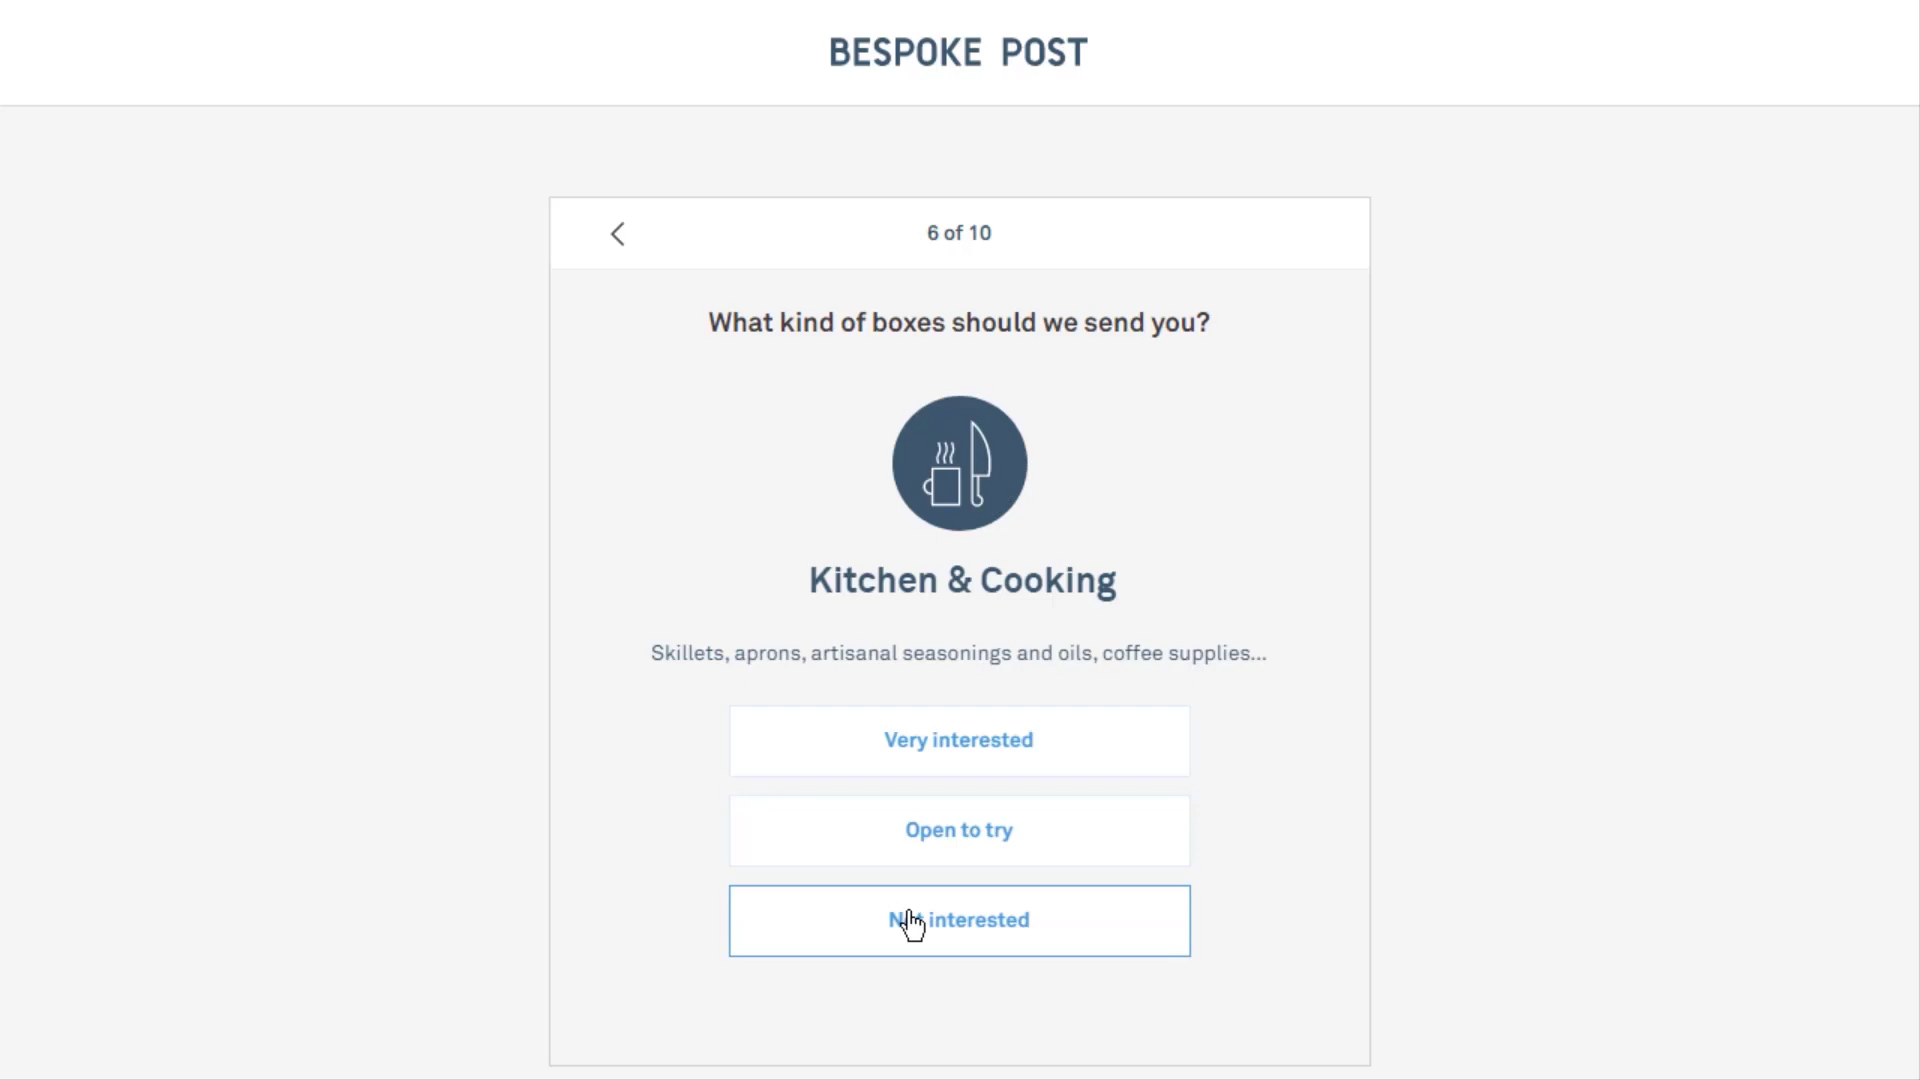 BESPOKE POST
6 of 10
What kind of boxes should we send you?
Kitchen & Cooking
Skillets, aprons, artisanal seasonings and oils, coffee supplies...
Very interested
Open to try
Not interested